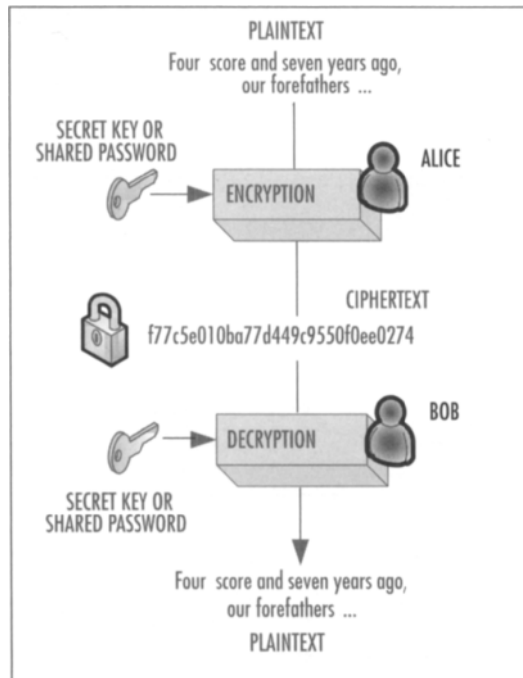 PLAINTEXT
Four score and seven years ago,
our forefathers ...
SECRET KEY OR
SHARED PASSWORD
ALICE
ENCRYPTION
CIPHERTEXT
f77c5e010ba77d449c9550f0ee0274
BOB
DECRYPTION
SECRET KEY OR
SHARED PASSWORD
Four score and seven years ago,
our forefathers ...
PLAINTEXT